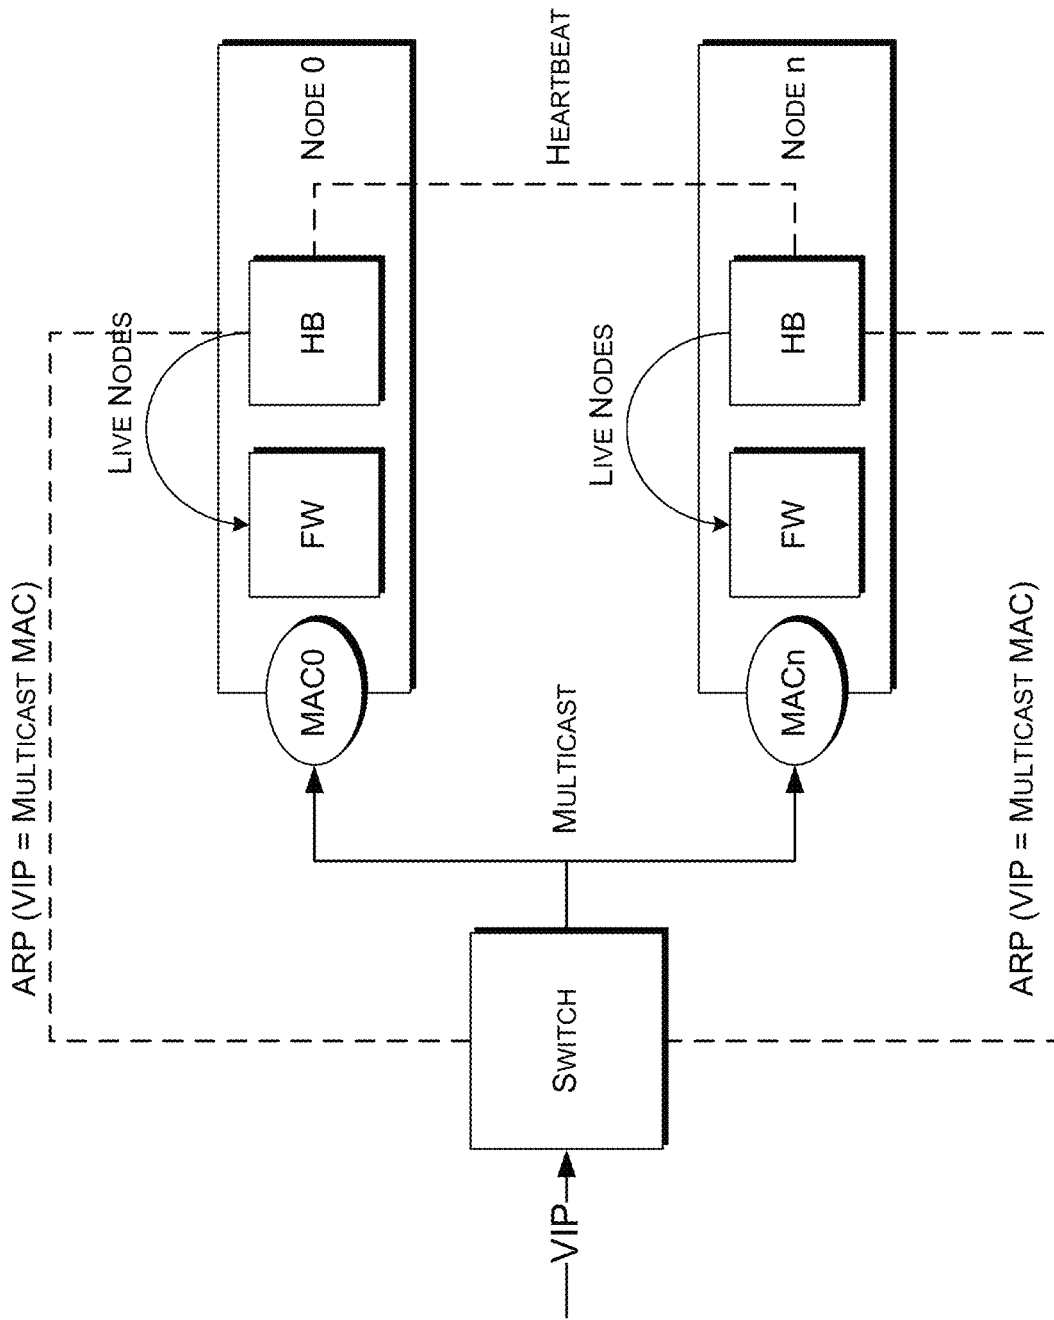 ARP (VIP = MULTICAST MAC)
LIVE NODES
MAC0
FW
HB
NODE 0
VIP
SWITCH
MULTICAST
HEARTBEAT
LIVE NODES
MACn
FW
HB
NODE n
ARP (VIP = MULTICAST MAC)